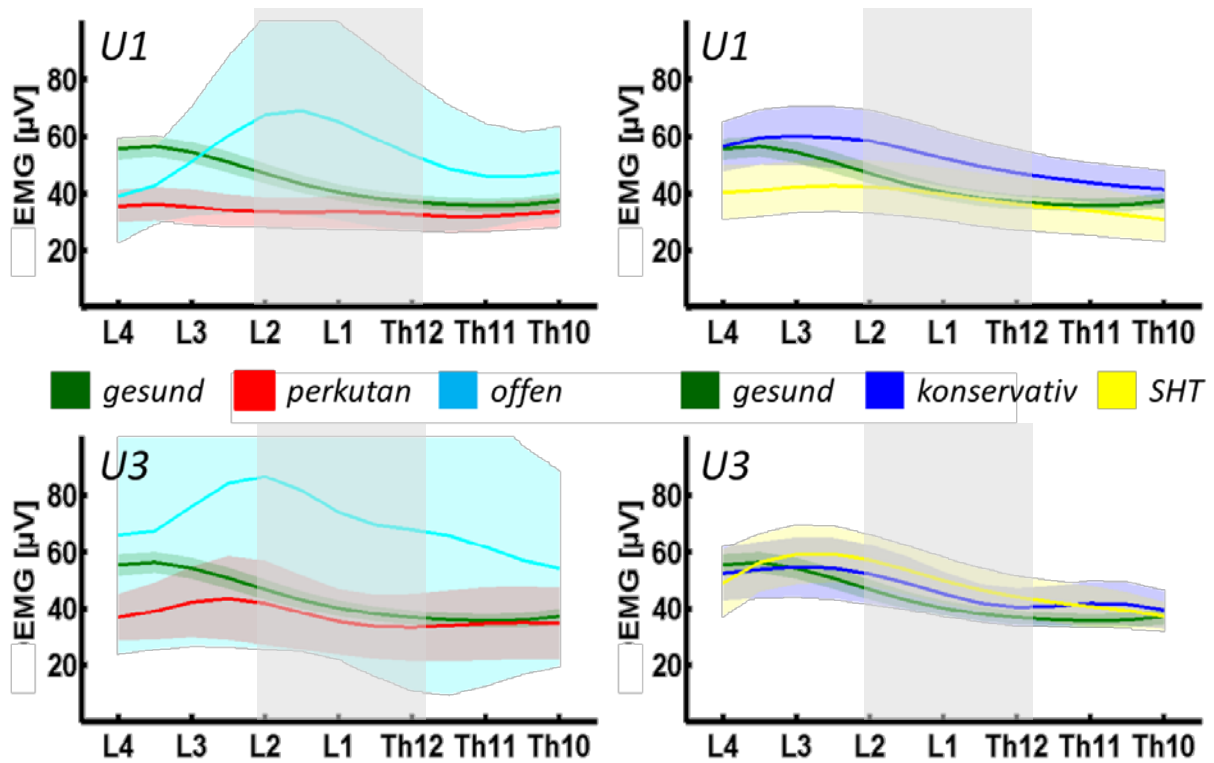 U1
80
60
40
20
EMG [µV]
L4 L3 L2 L1 Th12 Th11 Th10
U1
80
60
40
20
EMG [µV]
L4 L3 L2 L1 Th12 Th11 Th10
gesund perkutan offen
gesund konservativ SHT
U3
80
60
40
20
EMG [µV]
L4 L3 L2 L1 Th12 Th11 Th10
U3
80
60
40
20
EMG [µV]
L4 L3 L2 L1 Th12 Th11 Th10